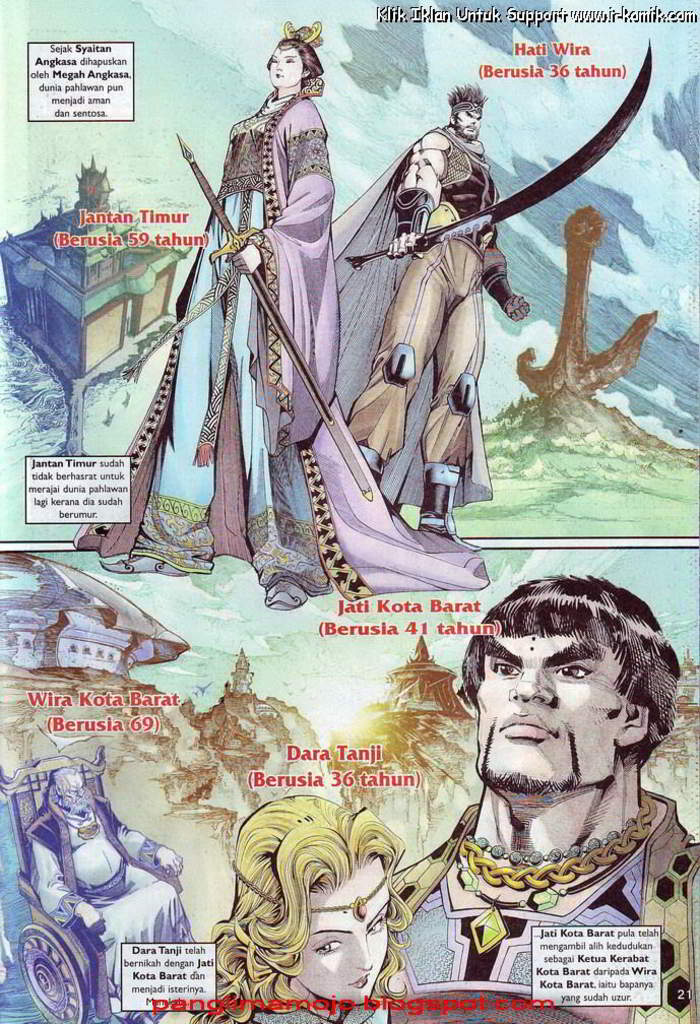 Klik Iklan Untuk Support www.ir-komik.com
Sejak Syaitan
Angkasa dihapuskan
oleh Megah Angkasa,
dunia pahlawan pun
menjadi aman
dan sentosa.
Hati Wira
(Berusia 36 tahun)
Jantan Timur
(Berusia 59 tahun)
Jantan Timur sudah
tidak berhasrat untuk
merajai dunia pahlawan
lagi kerana dia sudah
berumur.
Jati Kota Barat
(Berusia 41 tahun)
Wira Kota Barat
(Berusia 69)
Dara Tanji
(Berusia 36 tahun)
Dara Tanji telah
bernikah dengan Jati
Kota Barat dan
menjadi isterinya.
...Jati Kota Barat pula telah
mengambil alih kedudukan
sebagai Ketua Kerabat
Kota Barat daripada Wira
Kota Barat, iaitu bapanya
yang sudah uzur.
panglimamojo.blogspot.com
21